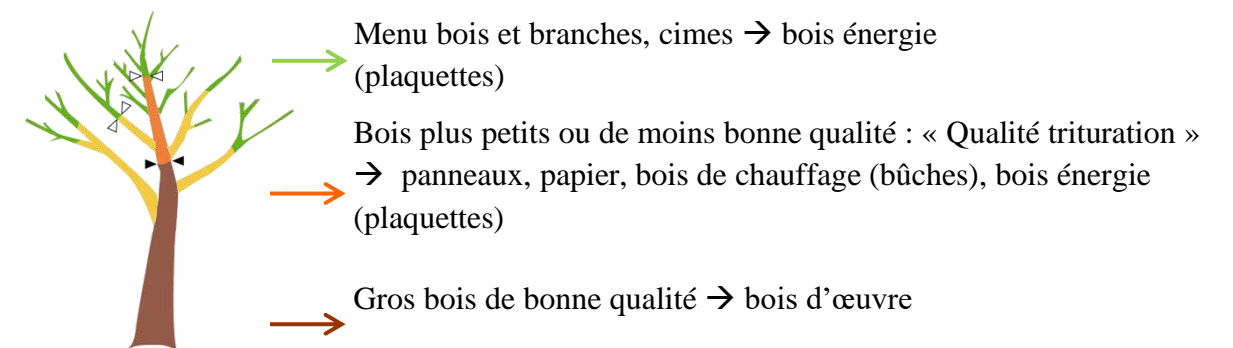 Menu bois et branches, cimes → bois énergie
(plaquettes)
Bois plus petits ou de moins bonne qualité : « Qualité trituration »
→ panneaux, papier, bois de chauffage (bûches), bois énergie
(plaquettes)
Gros bois de bonne qualité → bois d’œuvre